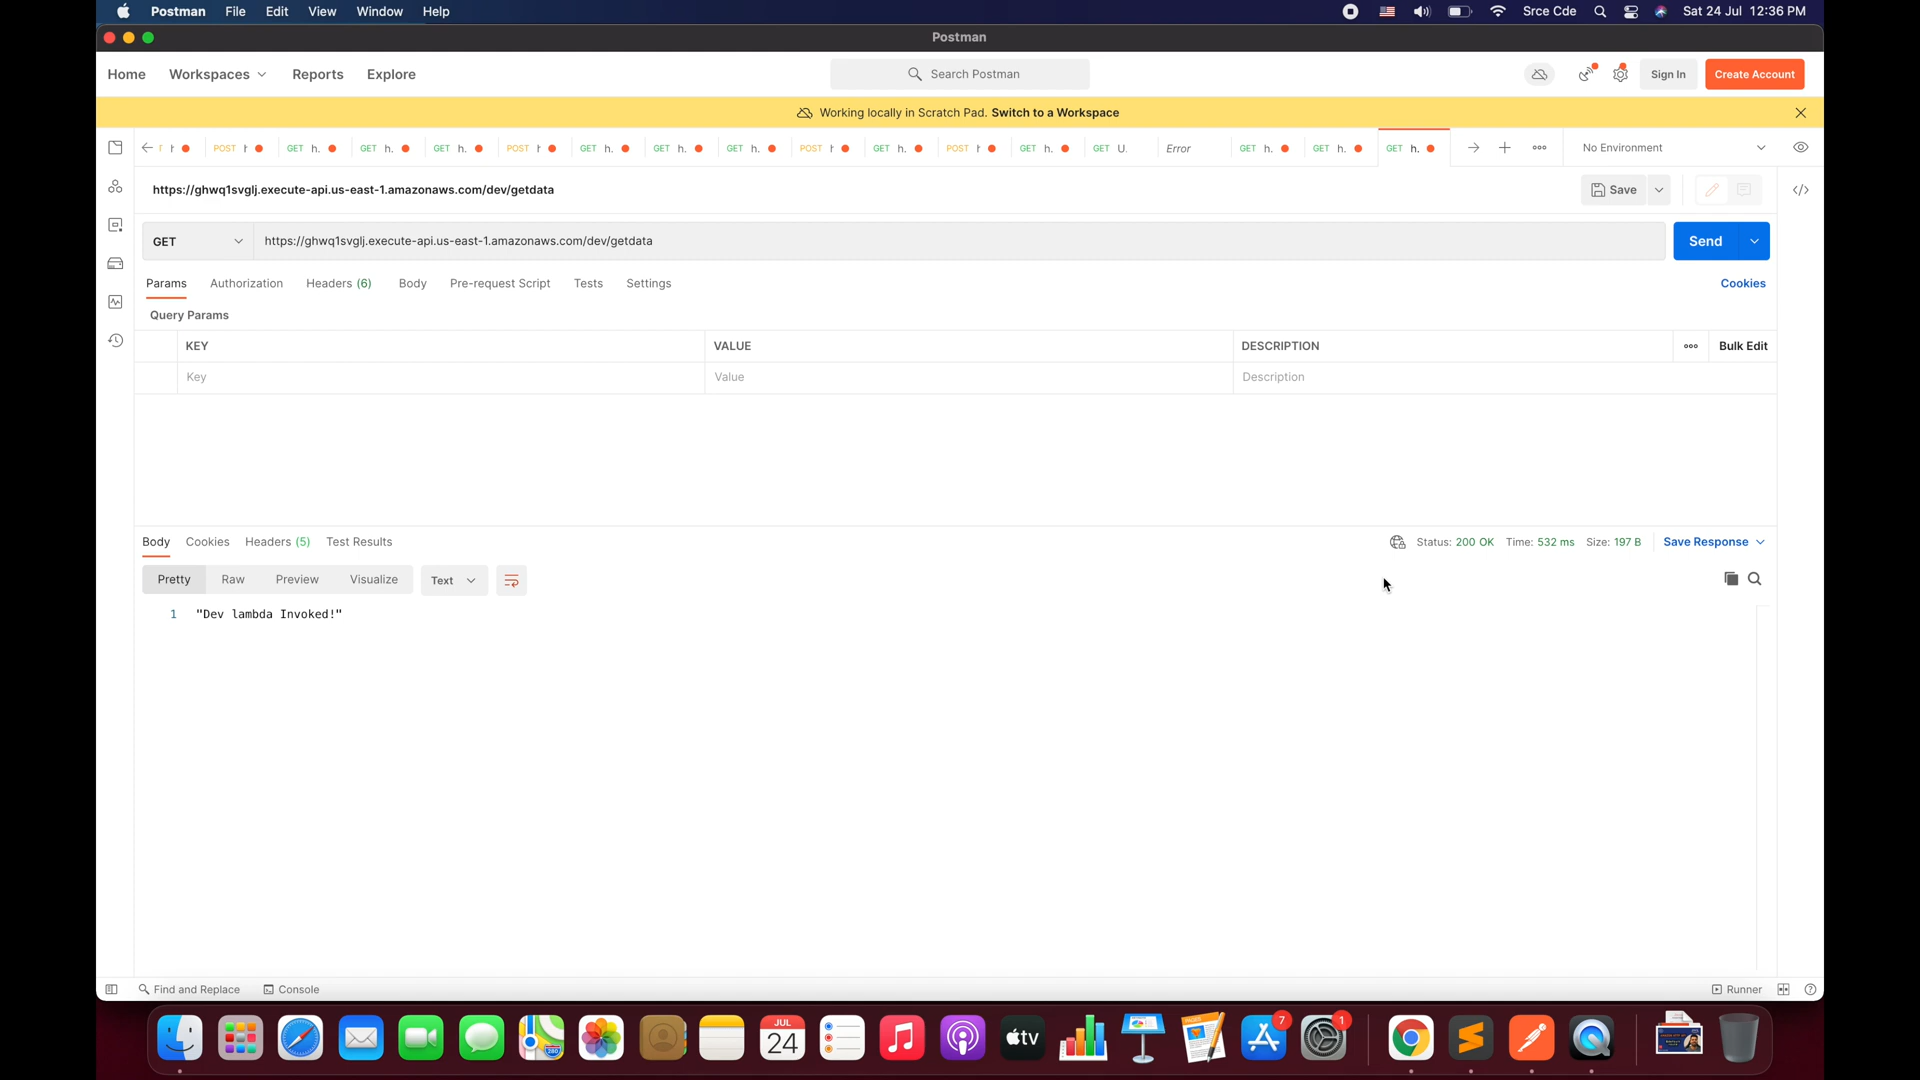 Postman File Edit View Window Help Srce Cde Sat 24 Jul 12:36 PM
Postman
Home Workspaces Reports Explore Search Postman Sign In Create Account
Working locally in Scratch Pad. Switch to a Workspace
POST GET h. GET h. GET h. POST GET h. GET h. GET h. POST GET h. POST GET h. GET U. Error GET h. GET h. GET h. No Environment
https://ghwq1svglj.execute-api.us-east-1.amazonaws.com/dev/getdata Save
GET https://ghwq1svglj.execute-api.us-east-1.amazonaws.com/dev/getdata Send
Params Authorization Headers (6) Body Pre-request Script Tests Settings Cookies
Query Params
KEY VALUE DESCRIPTION Bulk Edit
Key Value Description
Body Cookies Headers (5) Test Results Status: 200 OK Time: 532 ms Size: 197 B Save Response
Pretty Raw Preview Visualize Text
1 "Dev lambda Invoked!"
Find and Replace Console Runner
JUL 7 1
24 tv
280